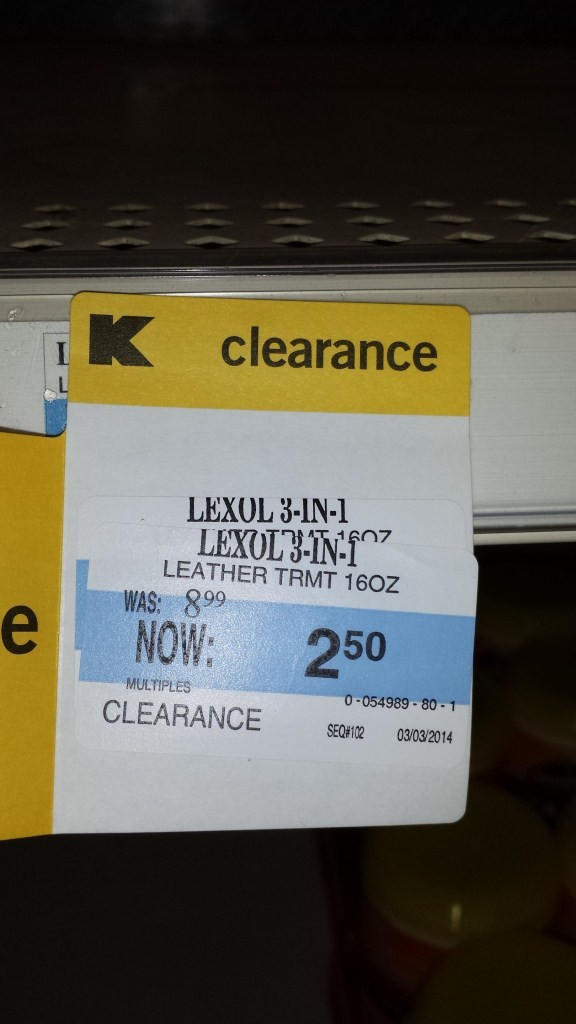 K clearance
LEXOL 3-IN-1
LEXOL 3-IN-1
LEATHER TRMT 16OZ
WAS: 8 99
NOW: 2 50
MULTIPLES
0-054989-80-1
CLEARANCE
SEQ#102 03/03/2014
e